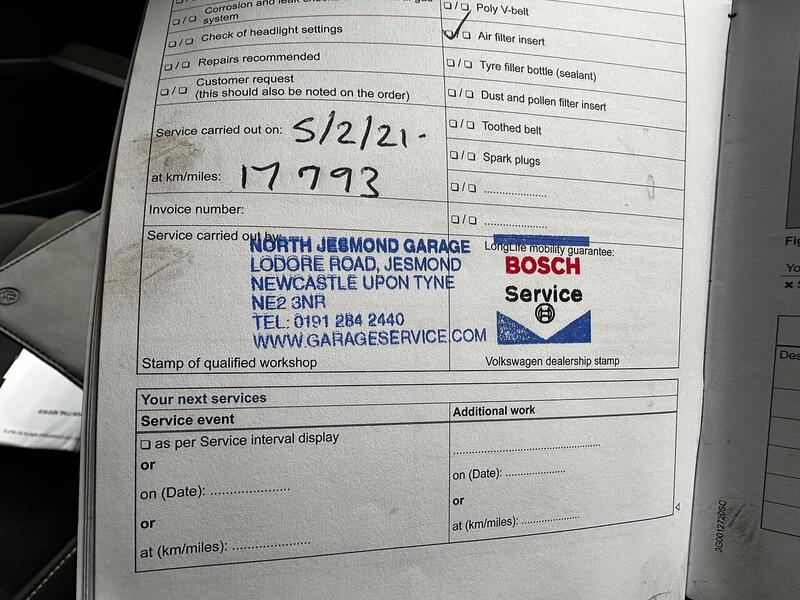 Corrosion and leak
system
Check of headlight settings
Repairs recommended
Customer request
(this should also be noted on the order)
Poly V-belt
Air filter insert
Tyre filler bottle (sealant)
Dust and pollen filter insert
Toothed belt
Spark plugs
Service carried out on: 5/2/21.
at km/miles: 17 793
Invoice number:
Service carried out by
NORTH JESMOND GARAGE
LODORE ROAD, JESMOND
NEWCASTLE UPON TYNE
NE2 3NR
TEL: 0191 284 2440
WWW.GARAGESERVICE.COM
Stamp of qualified workshop
LongLife mobility guarantee:
BOSCH
Service
Volkswagen dealership stamp
Your next services
Service event
as per Service interval display
or
on (Date): ....................
or
at (km/miles): ....................
Additional work
.....................................
on (Date): ...............
or
at (km/miles): ...............
3G0012720SC